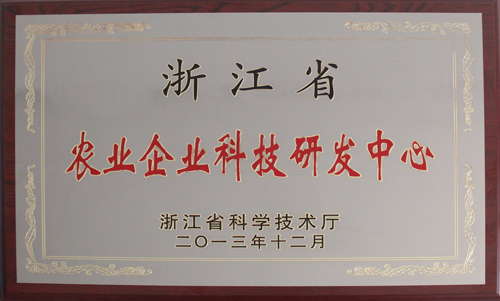 浙江省
农业企业科技研发中心
浙江省科学技术厅
二〇一三年十二月